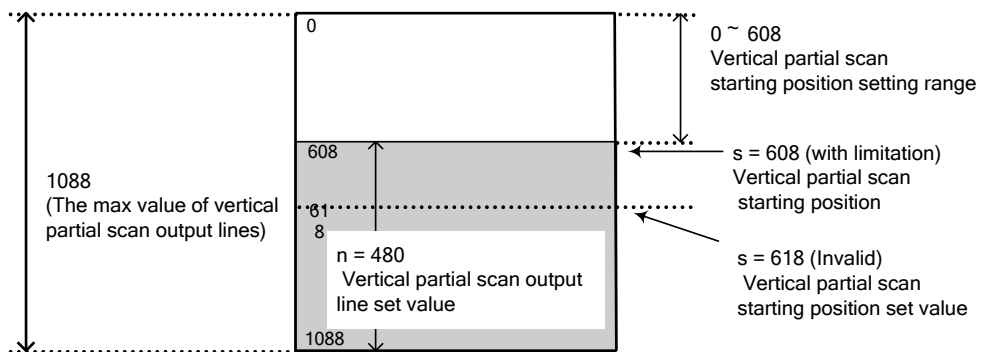 0
0 ~ 608
Vertical partial scan
starting position setting range
608
s = 608 (with limitation)
Vertical partial scan
starting position
1088
(The max value of vertical
partial scan output lines)
61
8
n = 480
Vertical partial scan output
line set value
s = 618 (Invalid)
Vertical partial scan
starting position set value
1088